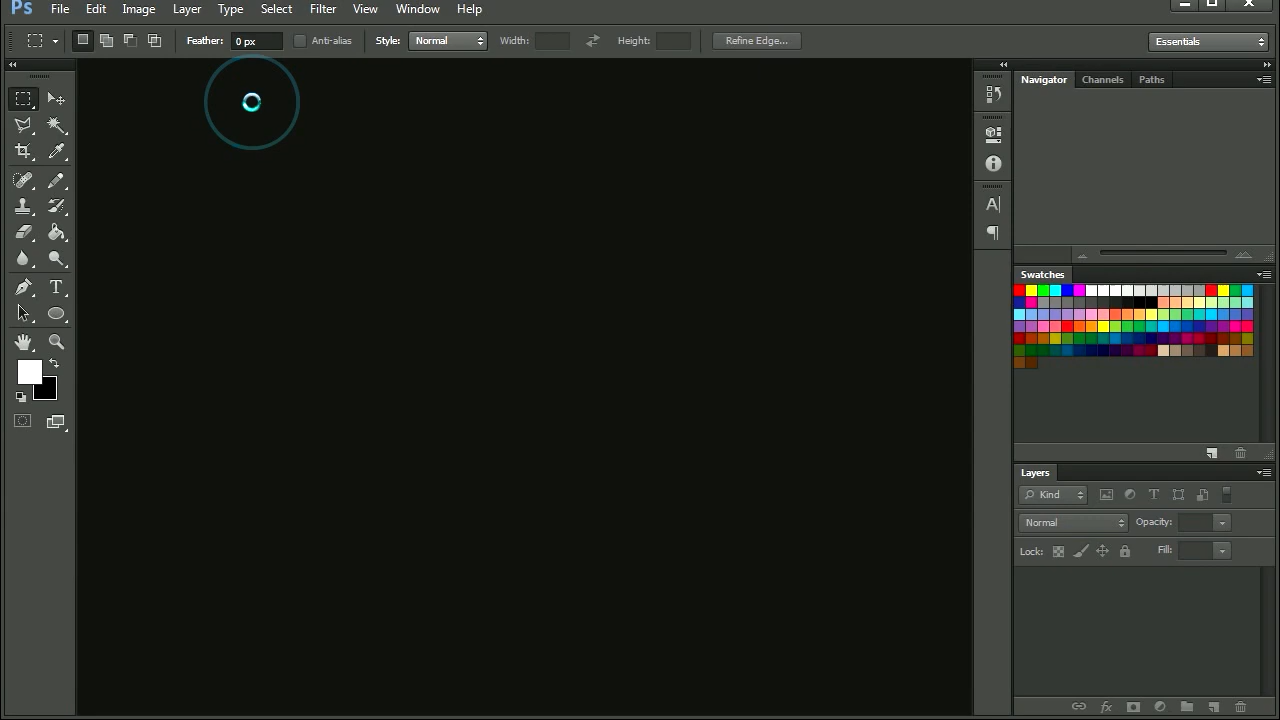 Ps File Edit Image Layer Type Select Filter View Window Help
Feather: 0 px Anti-alias Style: Normal Width: Height: Refine Edge... Essentials
Navigator Channels Paths
Swatches
Layers
Kind
Normal Opacity:
Lock: Fill: